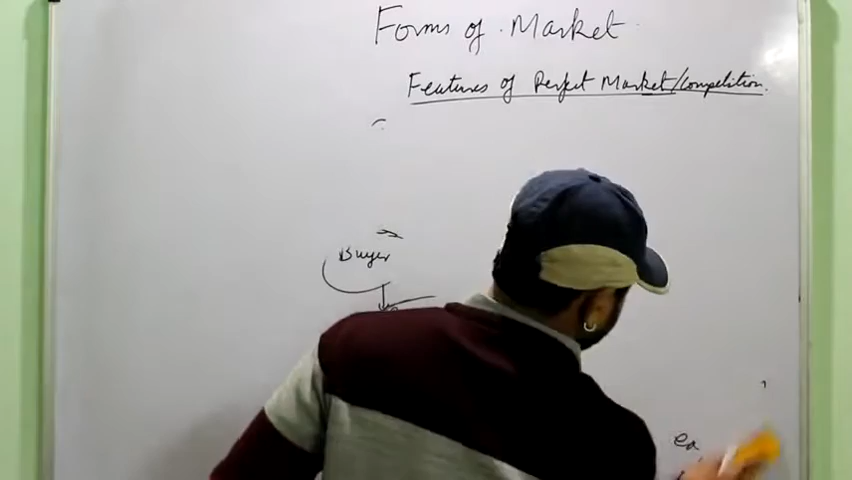 Forms of Market
Features of Perfect Market/Competition.
Buyer